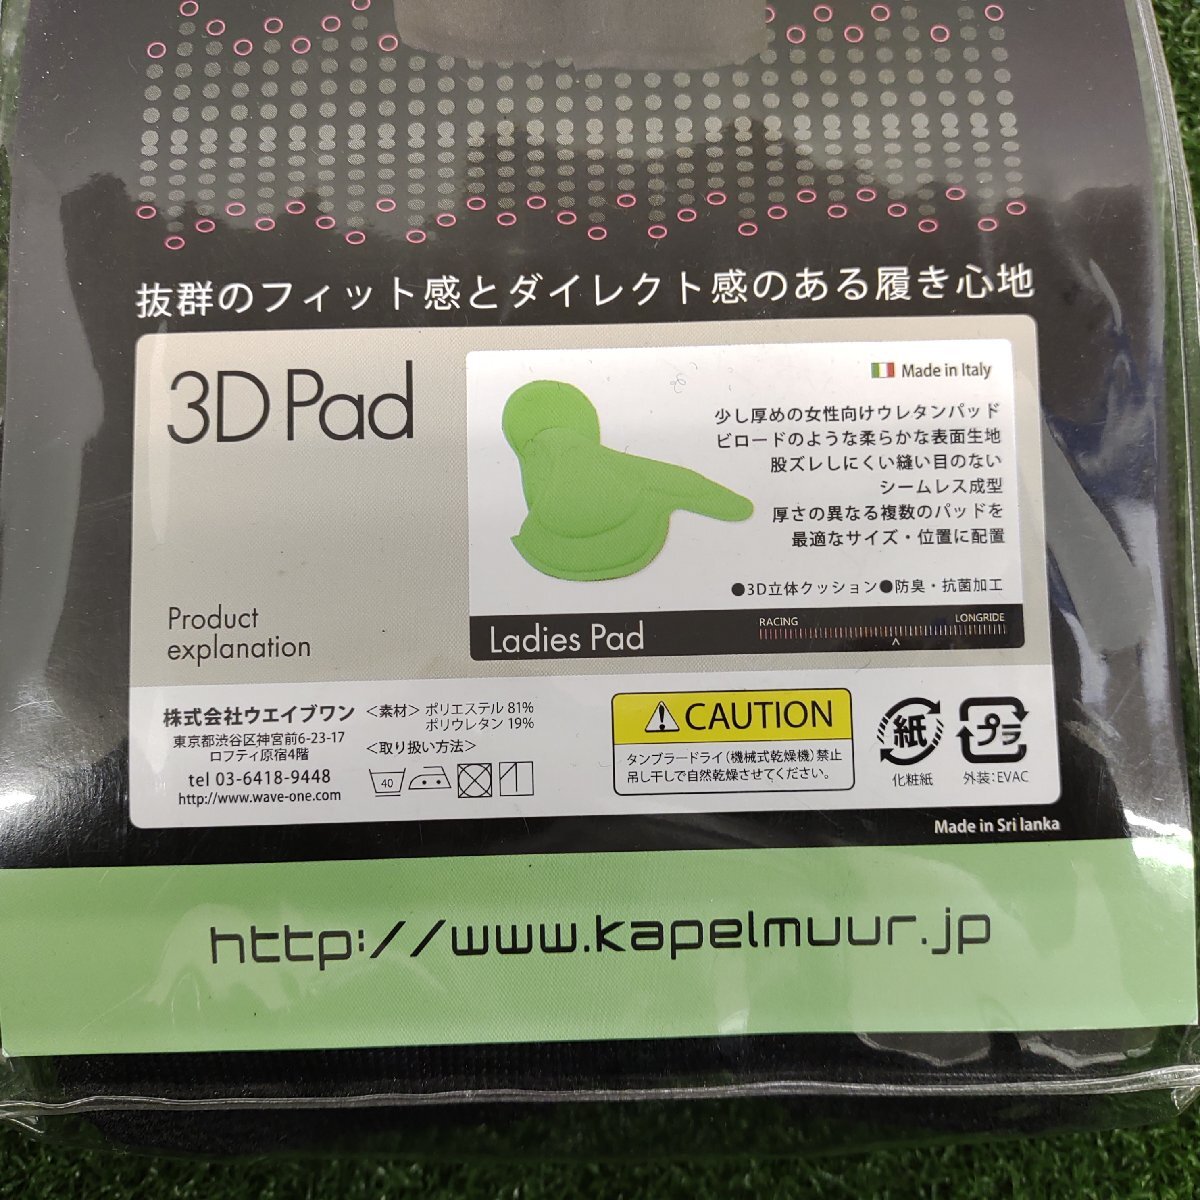 抜群のフィット感とダイレクト感のある履き心地
3D Pad
Made in Italy
少し厚めの女性向けウレタンパッド
ビロードのような柔らかな表面生地
股ズレしにくい縫い目のない
シームレス成型
厚さの異なる複数のパッドを
最適なサイズ・位置に配置
●3D立体クッション●防臭・抗菌加工
Product
explanation
Ladies Pad
RACING
LONGRIDE
株式会社ウエイブワン
東京都渋谷区神宮前6-23-17
ロフティ原宿4階
tel 03-6418-9448
http://www.wave-one.com
＜素材＞ ポリエステル 81%
ポリウレタン 19%
＜取り扱い方法＞
40
CAUTION
タンブラードライ（機械式乾燥機）禁止
吊し干しで自然乾燥させてください。
紙
化粧紙
プラ
外装：EVAC
Made in Sri lanka
http://www.kapelmuur.jp